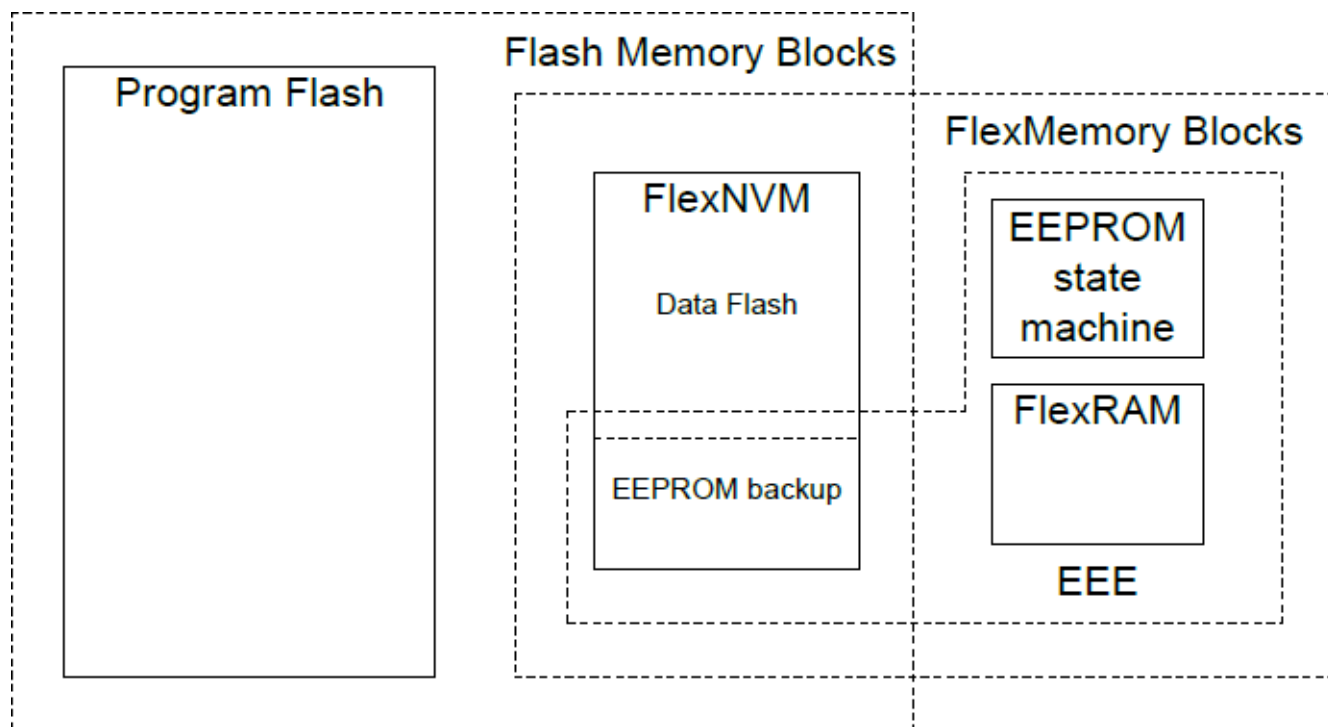 Flash Memory Blocks
Program Flash
FlexMemory Blocks
FlexNVM
Data Flash
EEPROM backup
EEPROM
state
machine
FlexRAM
EEE